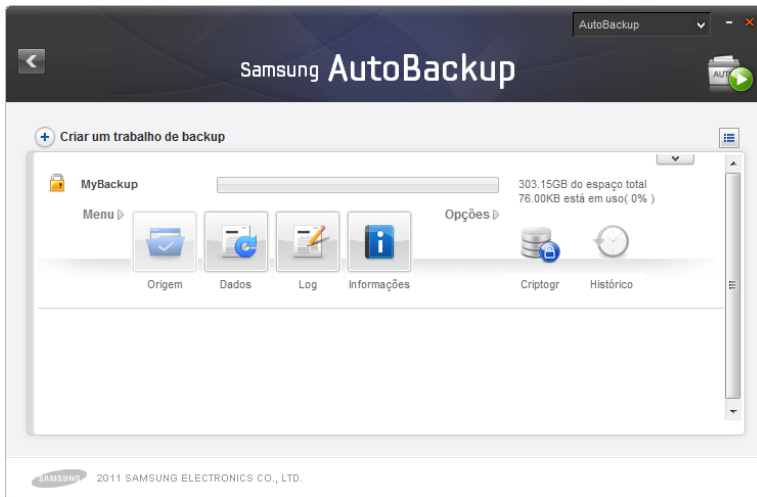 AutoBackup
Samsung AutoBackup
AUTO
Criar um trabalho de backup
MyBackup
303.15GB do espaço total
76.00KB está em uso( 0% )
Menu
Opções
Origem
Dados
Log
Informações
Criptogr
Histórico
SAMSUNG
2011 SAMSUNG ELECTRONICS CO., LTD.